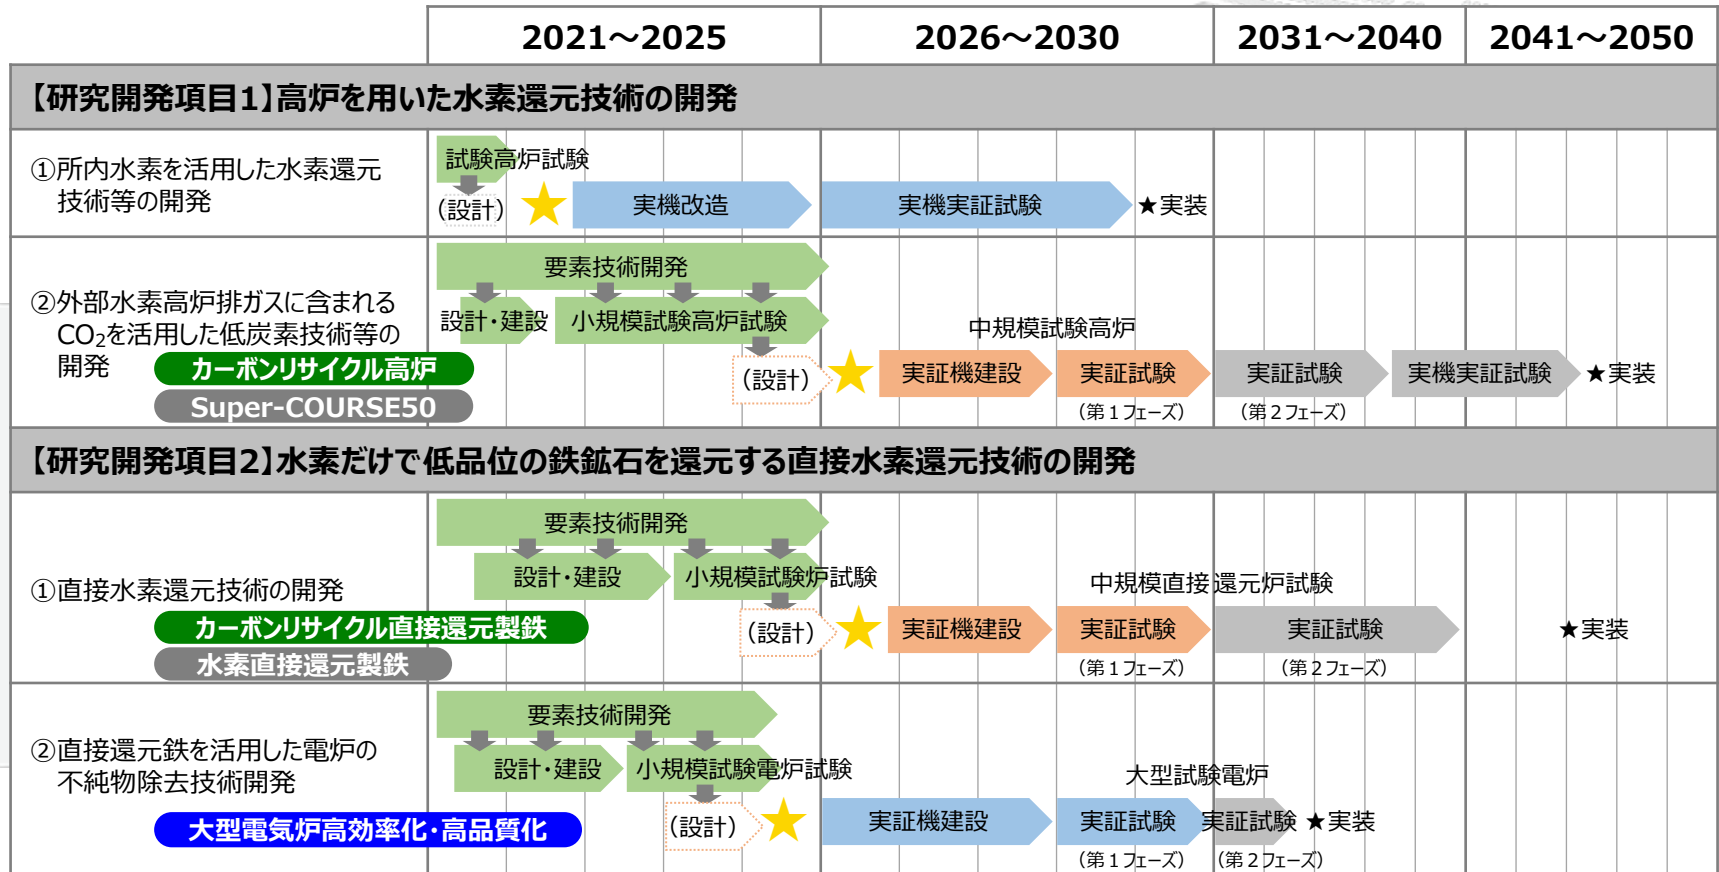 2021～2025
2026～2030
2031～2040
2041～2050
【研究開発項目1】高炉を用いた水素還元技術の開発
①所内水素を活用した水素還元
技術等の開発
試験高炉試験
（設計）
実機改造
実機実証試験
★実装
②外部水素高炉排ガスに含まれる
CO₂を活用した低炭素技術等の
開発
カーボンリサイクル高炉
Super-COURSE50
要素技術開発
設計・建設
小規模試験高炉試験
（設計）
中規模試験高炉
実証機建設
実証試験
（第１フェーズ）
実証試験
（第２フェーズ）
実機実証試験
★実装
【研究開発項目2】水素だけで低品位の鉄鉱石を還元する直接水素還元技術の開発
①直接水素還元技術の開発
カーボンリサイクル直接還元製鉄
水素直接還元製鉄
要素技術開発
設計・建設
小規模試験炉試験
（設計）
中規模直接還元炉試験
実証機建設
実証試験
（第１フェーズ）
実証試験
（第２フェーズ）
★実装
②直接還元鉄を活用した電炉の
不純物除去技術開発
大型電気炉高効率化・高品質化
要素技術開発
設計・建設
小規模試験電炉試験
（設計）
大型試験電炉
実証機建設
実証試験
（第１フェーズ）
実証試験
（第２フェーズ）
★実装